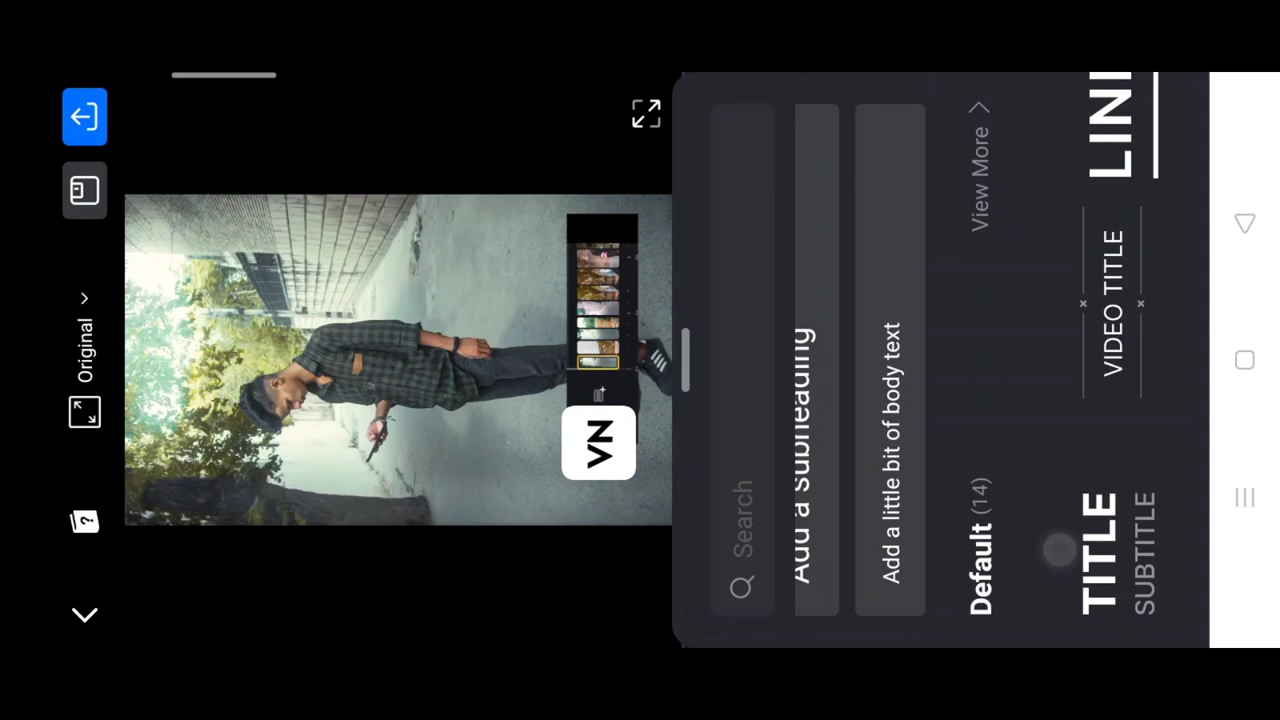 Original
?
VN
Search
Add a subheading
Add a little bit of body text
Default (14)
View More
TITLE
SUBTITLE
VIDEO TITLE
LIN